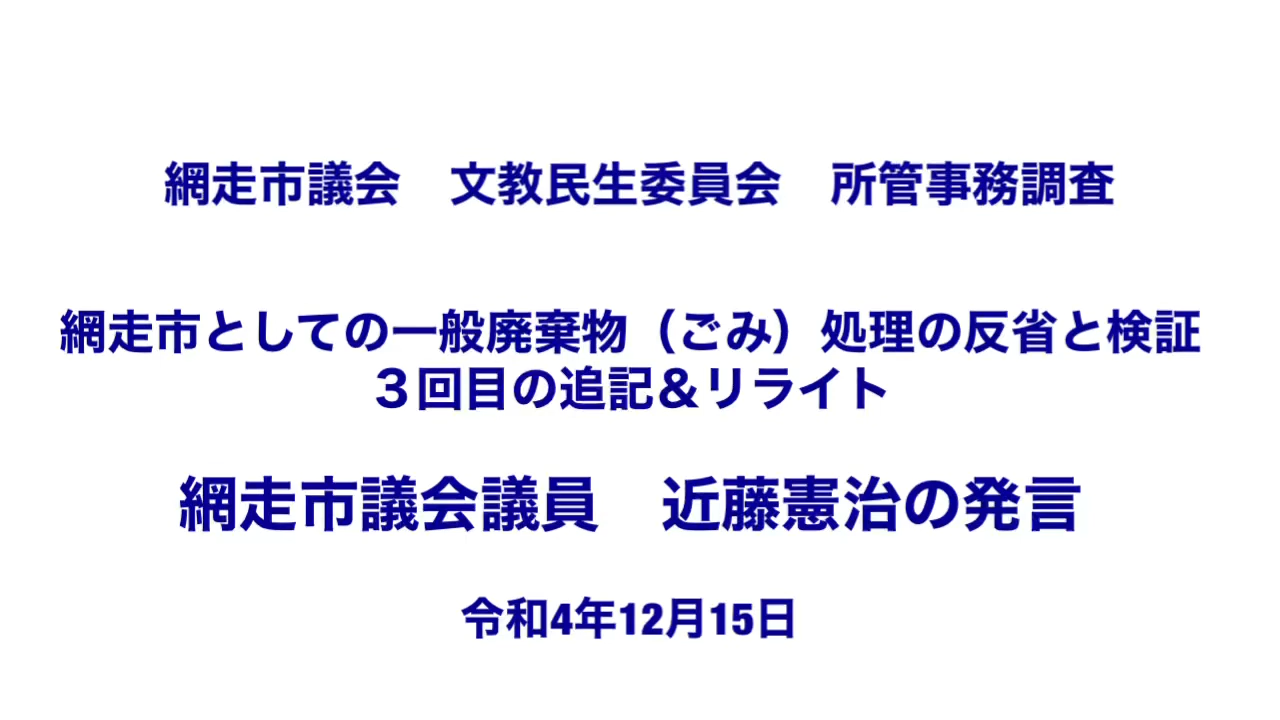 網走市議会　文教民生委員会　所管事務調査
網走市としての一般廃棄物（ごみ）処理の反省と検証
３回目の追記＆リライト
網走市議会議員　近藤憲治の発言
令和4年12月15日